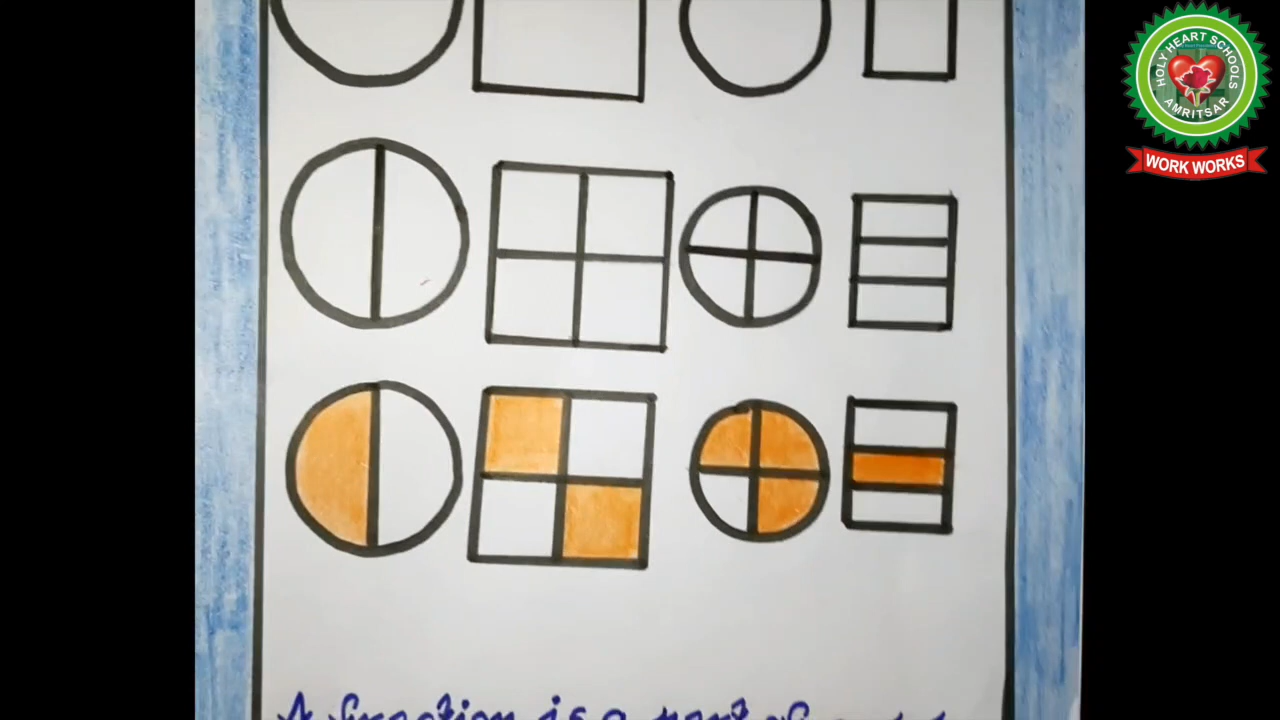 HOLY HEART SCHOOLS
AMRITSAR
WORK WORKS
A fraction is a part of